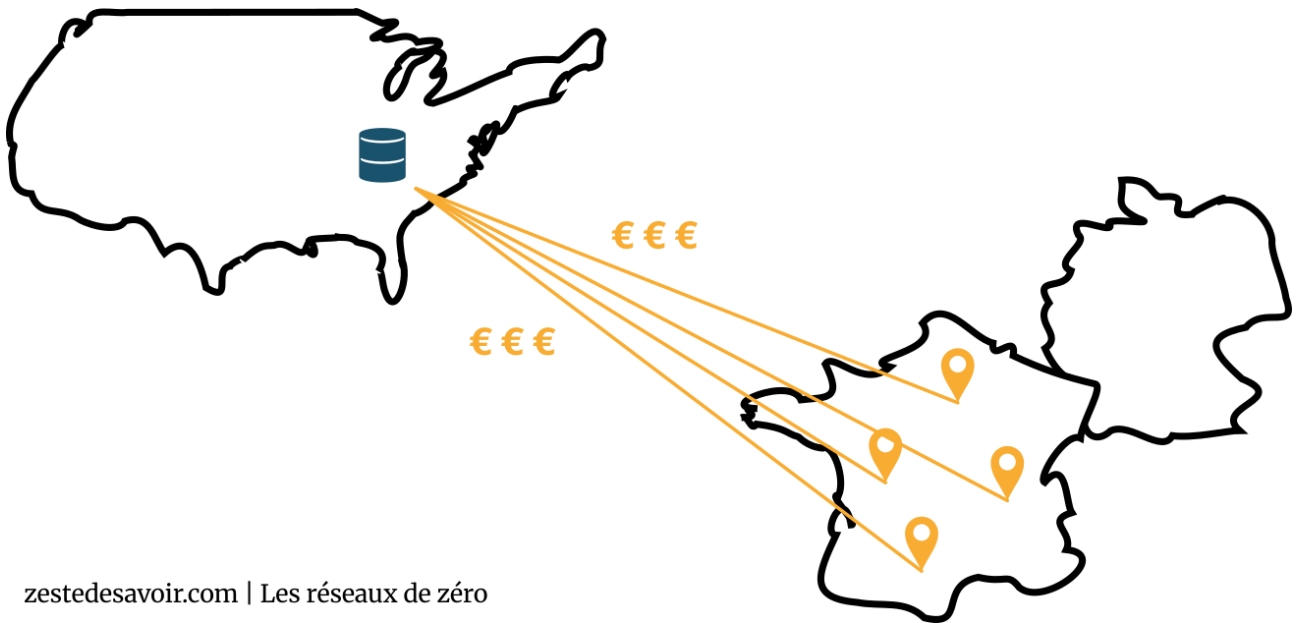 € € €
€ € €
zestedesavoir.com | Les réseaux de zéro